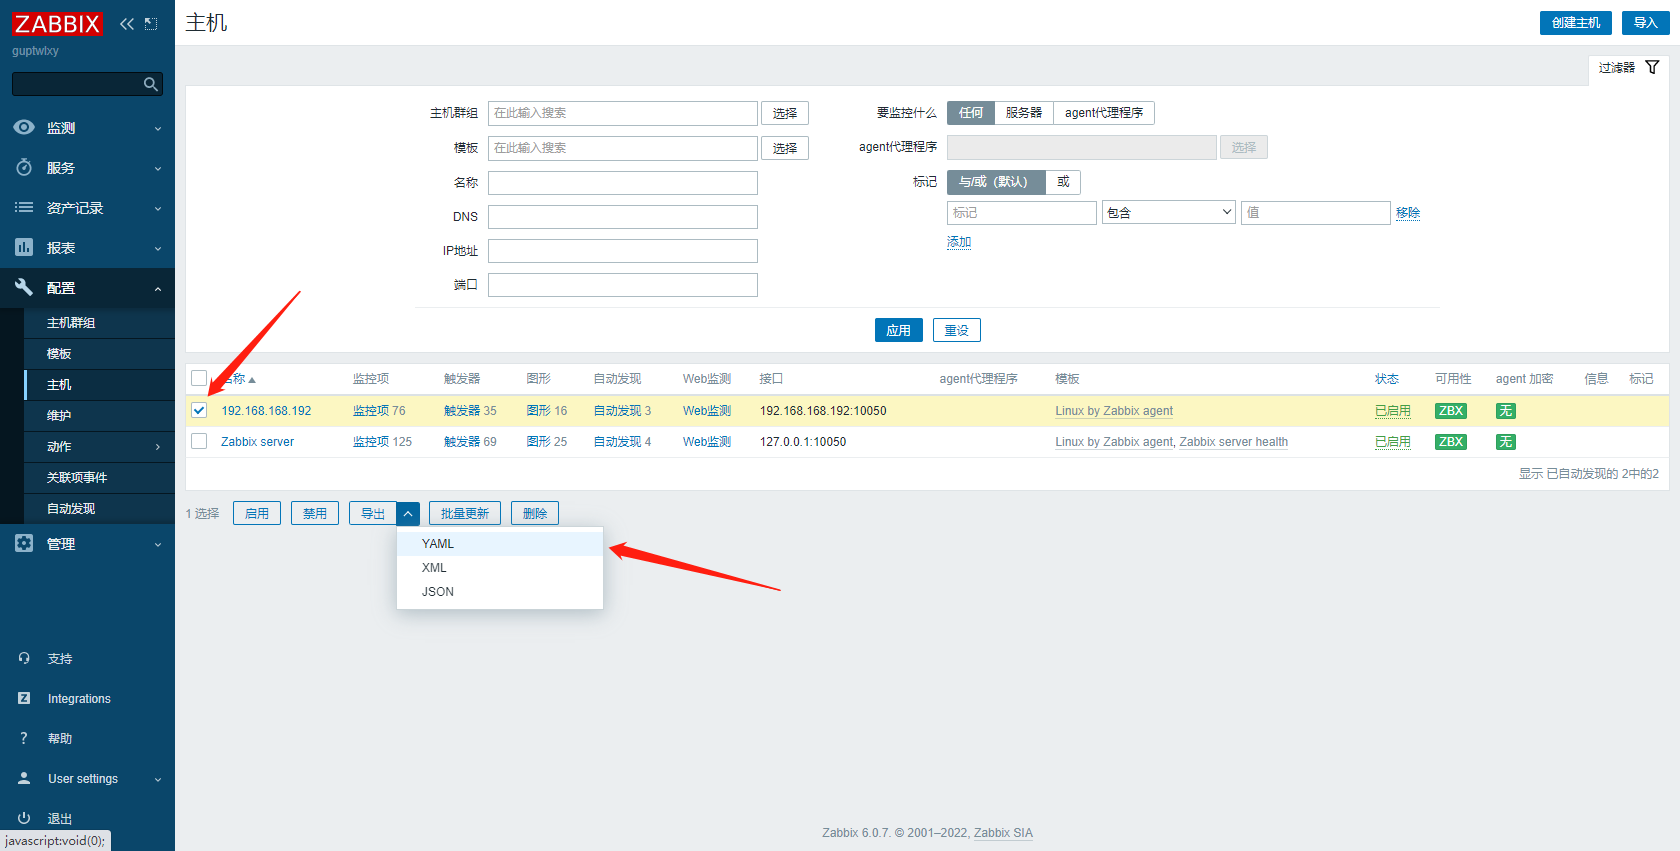 ZABBIX
guptwlxy
监测
服务
资产记录
报表
配置
主机群组
模板
主机
维护
动作
关联项事件
自动发现
管理
支持
Integrations
帮助
User settings
退出
javascript:void(0);
主机
创建主机 导入
过滤器
主机群组 在此输入搜索 选择
模板 在此输入搜索 选择
名称
DNS
IP地址
端口
要监控什么 任何 服务器 agent代理程序
agent代理程序 选择
标记 与/或（默认） 或
标记 包含 值 移除
添加
应用 重设
名称 监控项 触发器 图形 自动发现 Web监测 接口 agent代理程序 模板 状态 可用性 agent 加密 信息 标记
192.168.168.192 监控项 76 触发器 35 图形 16 自动发现 3 Web监测 192.168.168.192:10050 Linux by Zabbix agent 已启用 ZBX 无
Zabbix server 监控项 125 触发器 69 图形 25 自动发现 4 Web监测 127.0.0.1:10050 Linux by Zabbix agent, Zabbix server health 已启用 ZBX 无
显示 已自动发现的 2中的2
1 选择 启用 禁用 导出 批量更新 删除
YAML
XML
JSON
Zabbix 6.0.7. © 2001–2022, Zabbix SIA